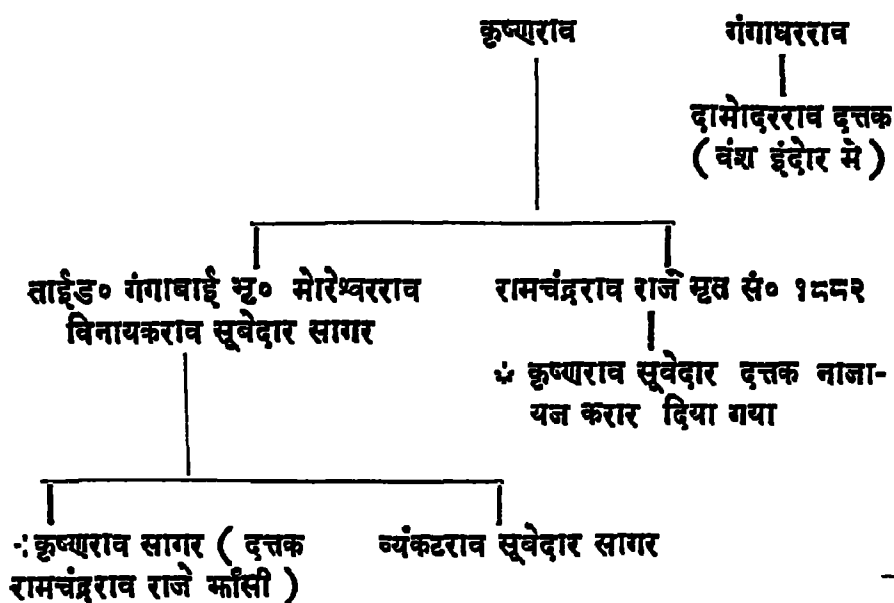 कृष्णराव गंगाधरराव
दामोदरराव दत्तक
( वंश इंदोर मे )
ताईड० गंगाबाई भ्र० मोरेश्वरराव
विनायकराव सूबेदार सागर
रामचंद्रराव राजे मृत सं० १८८२
÷ कृष्णराव सूवेदार दत्तक नाजा-
यज करार दिया गया
÷ कृष्णराव सागर ( दत्तक
रामचंद्रराव राजे झाँसी )
व्यंकटराव सूवेदार सागर